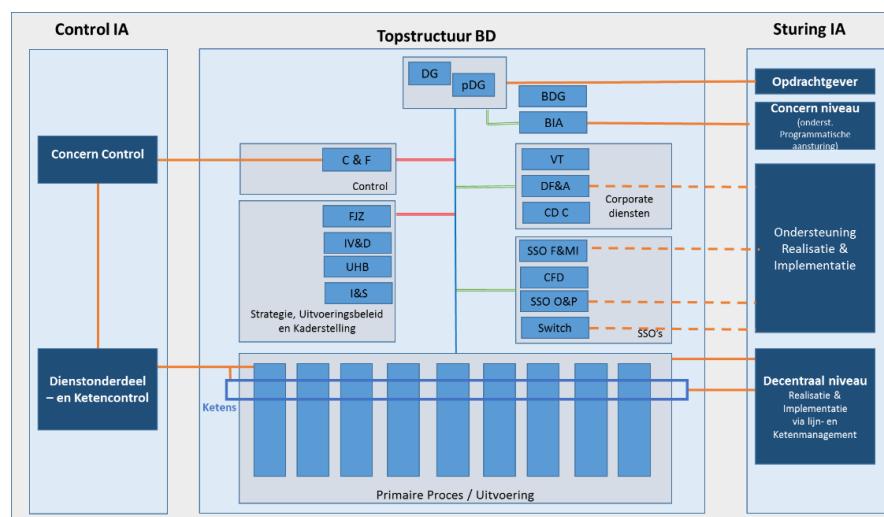 Control IA
Topstructuur BD
Sturing IA
DG
pDG
BDG
BIA
Opdrachtgever
Concern niveau
(onderst.
Programmatische
aansturing)
Concern Control
C & F
Control
VT
DF&A
Corporate
diensten
CD C
FJZ
IV&D
UHB
I&S
Strategie, Uitvoeringsbeleid
en Kaderstelling
SSO F&MI
CFD
SSO O&P
Switch
SSO's
Ondersteuning
Realisatie &
Implementatie
Dienstonderdeel
– en Ketencontrol
Ketens
Primaire Proces / Uitvoering
Decentraal niveau
Realisatie &
Implementatie
via lijn- en
Ketenmanagement